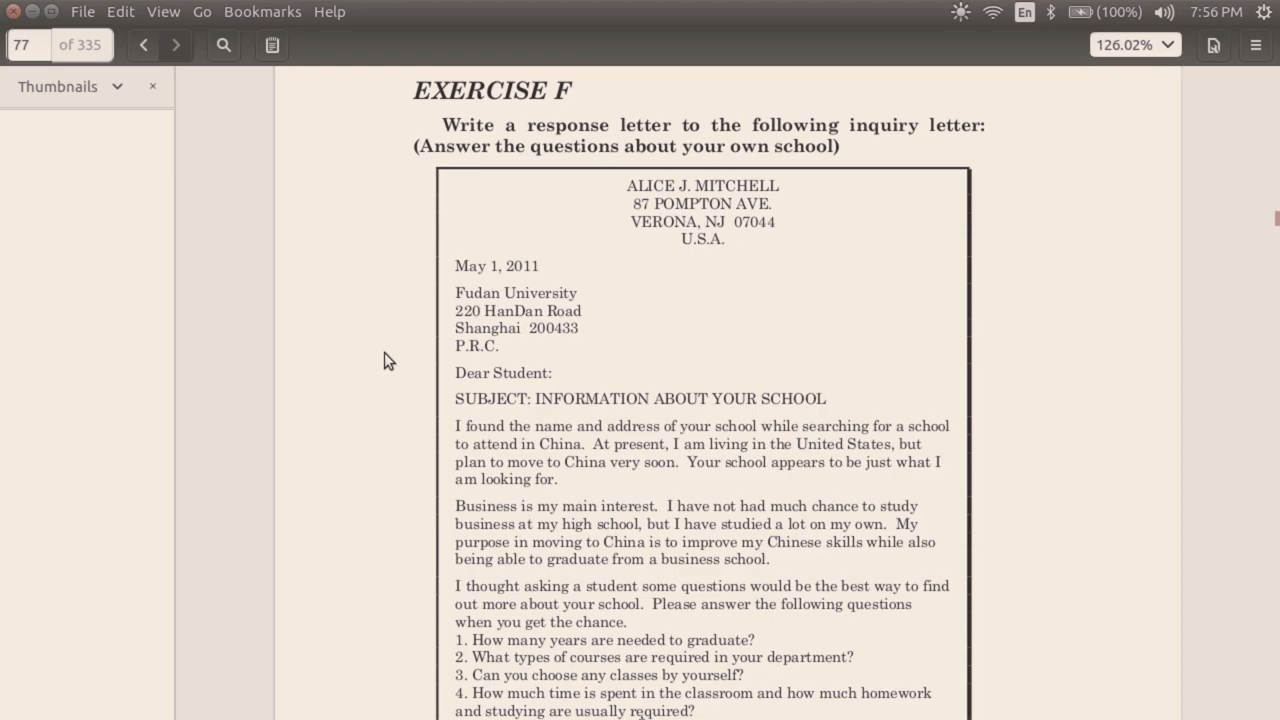 File Edit View Go Bookmarks Help En (100%) 7:56 PM
77 of 335 126.02%
Thumbnails
EXERCISE F
Write a response letter to the following inquiry letter:
(Answer the questions about your own school)
ALICE J. MITCHELL
87 POMPTON AVE.
VERONA, NJ 07044
U.S.A.
May 1, 2011
Fudan University
220 HanDan Road
Shanghai 200433
P.R.C.
Dear Student:
SUBJECT: INFORMATION ABOUT YOUR SCHOOL
I found the name and address of your school while searching for a school
to attend in China. At present, I am living in the United States, but
plan to move to China very soon. Your school appears to be just what I
am looking for.
Business is my main interest. I have not had much chance to study
business at my high school, but I have studied a lot on my own. My
purpose in moving to China is to improve my Chinese skills while also
being able to graduate from a business school.
I thought asking a student some questions would be the best way to find
out more about your school. Please answer the following questions
when you get the chance.
1. How many years are needed to graduate?
2. What types of courses are required in your department?
3. Can you choose any classes by yourself?
4. How much time is spent in the classroom and how much homework
and studying are usually required?